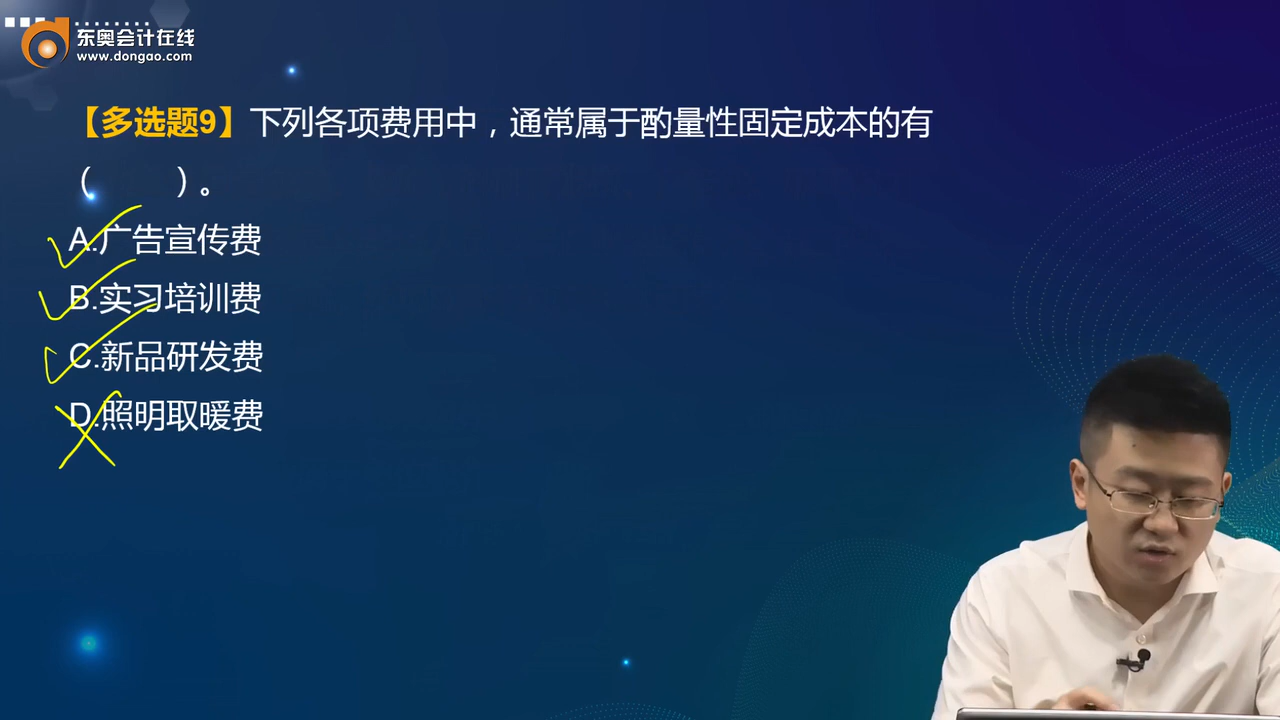 东奥会计在线
www.dongao.com
【多选题9】下列各项费用中，通常属于酌量性固定成本的有
（　　）。
A.广告宣传费
B.实习培训费
C.新品研发费
D.照明取暖费